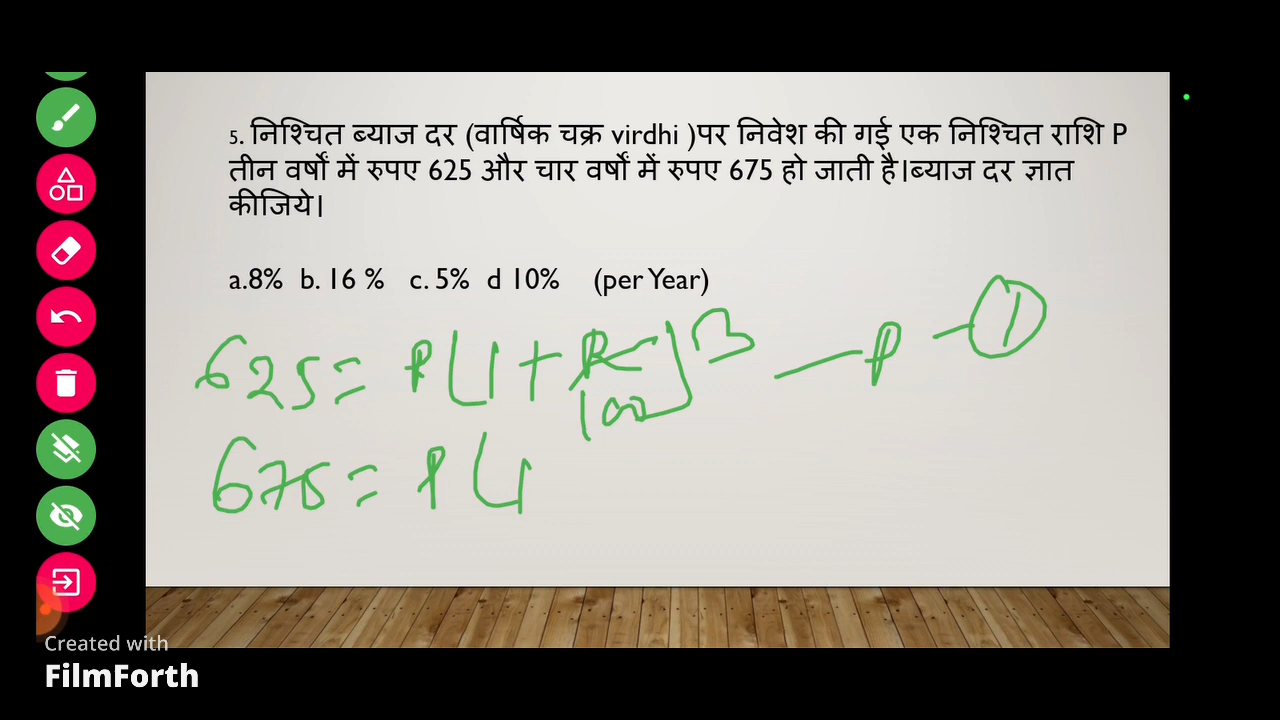 5. निश्चित ब्याज दर (वार्षिक चक्र virdhi )पर निवेश की गई एक निश्चित राशि P
तीन वर्षों में रुपए 625 और चार वर्षों में रुपए 675 हो जाती है।ब्याज दर ज्ञात
कीजिये।
a.8% b. 16 % c. 5% d 10% (per Year)
625 = P[1+R/100]3 — P — 1
675 = P[1
Created with
FilmForth